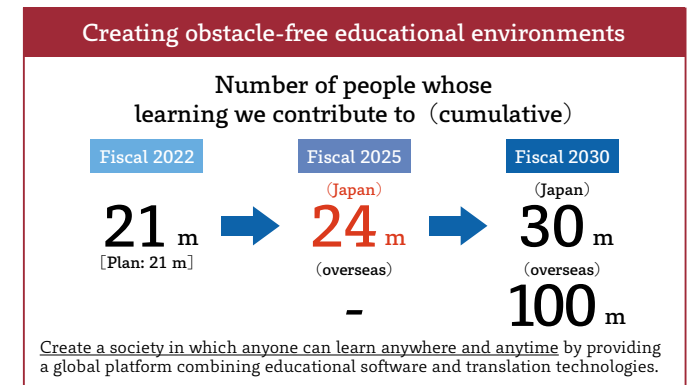 Creating obstacle-free educational environments
Number of people whose
learning we contribute to（cumulative）
Fiscal 2022
Fiscal 2025
Fiscal 2030
（Japan）
（Japan）
21 m
24 m
30 m
［Plan: 21 m］
（overseas）
（overseas）
-
100 m
Create a society in which anyone can learn anywhere and anytime by providing
a global platform combining educational software and translation technologies.